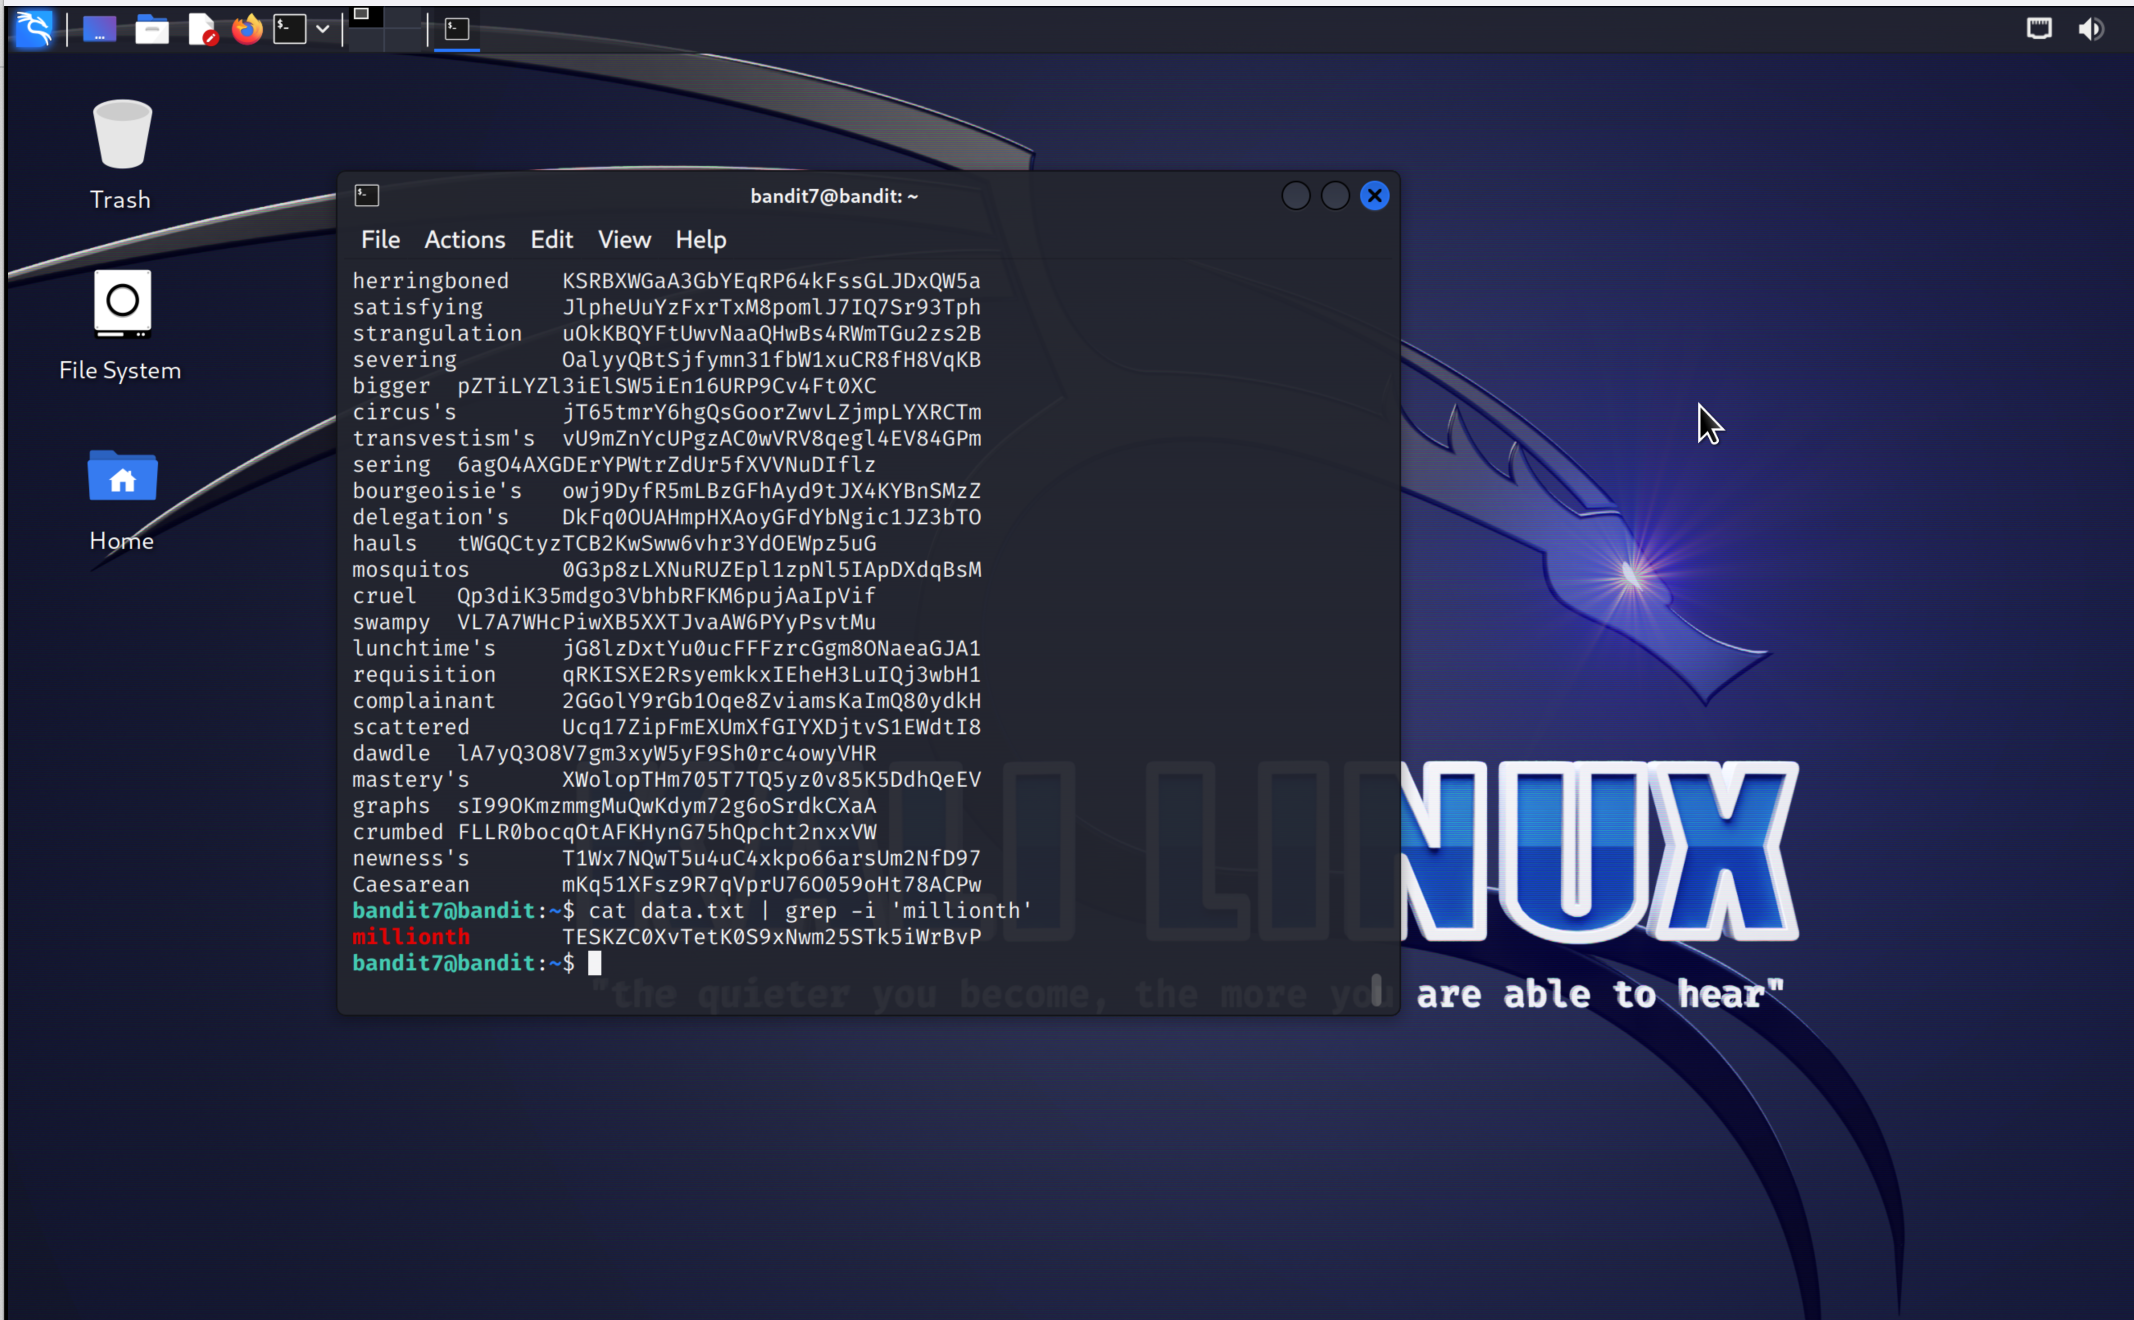 bandit7@bandit: ~
File Actions Edit View Help
Trash
File System
Home
herringboned KSRBXWGaA3GbYEqRP64kFssGLJDxQW5a
satisfying JlpheUuYzFxrTxM8pomlJ7IQ7Sr93Tph
strangulation uOkKBQYFtUwvNaaQHwBs4RWmTGu2zs2B
severing OalyyQBtSjfymn31fbW1xuCR8fH8VqKB
bigger pZTiLYZl3iElSW5iEn16URP9Cv4Ft0XC
circus's jT65tmrY6hgQsGoorZwvLZjmpLYXRCTm
transvestism's vU9mZnYcUPgzAC0wVRV8qegl4EV84GPm
sering 6agO4AXGDErYPWtrZdUr5fXVVNuDIflz
bourgeoisie's owj9DyfR5mLBzGFhAyd9tJX4KYBnSMzZ
delegation's DkFq0OUAHmpHXAoyGFdYbNgic1JZ3bTO
hauls tWGQCtyzTCB2KwSww6vhr3YdOEWpz5uG
mosquitos 0G3p8zLXNuRUZEpl1zpNl5IApDXdqBsM
cruel Qp3diK35mdgo3VbhbRFKM6pujAaIpVif
swampy VL7A7WHcPiwXB5XXTJvaAW6PYyPsvtMu
lunchtime's jG8lzDxtYu0ucFFFzrcGgm8ONaeaGJA1
requisition qRKISXE2RsyemkkxIEheH3LuIQj3wbH1
complainant 2GGolY9rGb1Oqe8ZviamsKaImQ80ydkH
scattered Ucq17ZipFmEXUmXfGIYXDjtvS1EWdtI8
dawdle lA7yQ3O8V7gm3xyW5yF9Sh0rc4owyVHR
mastery's XWolopTHm705T7TQ5yz0v85K5DdhQeEV
graphs sI99OKmzmmgMuQwKdym72g6oSrdkCXaA
crumbed FLLR0bocqOtAFKHynG75hQpcht2nxxVW
newness's T1Wx7NQwT5u4uC4xkpo66arsUm2NfD97
Caesarean mKq51XFsz9R7qVprU76O059oHt78ACPw
bandit7@bandit:~$ cat data.txt | grep -i 'millionth'
millionth TESKZC0XvTetK0S9xNwm25STk5iWrBvP
bandit7@bandit:~$
KALI LINUX
"the quieter you become, the more you are able to hear"